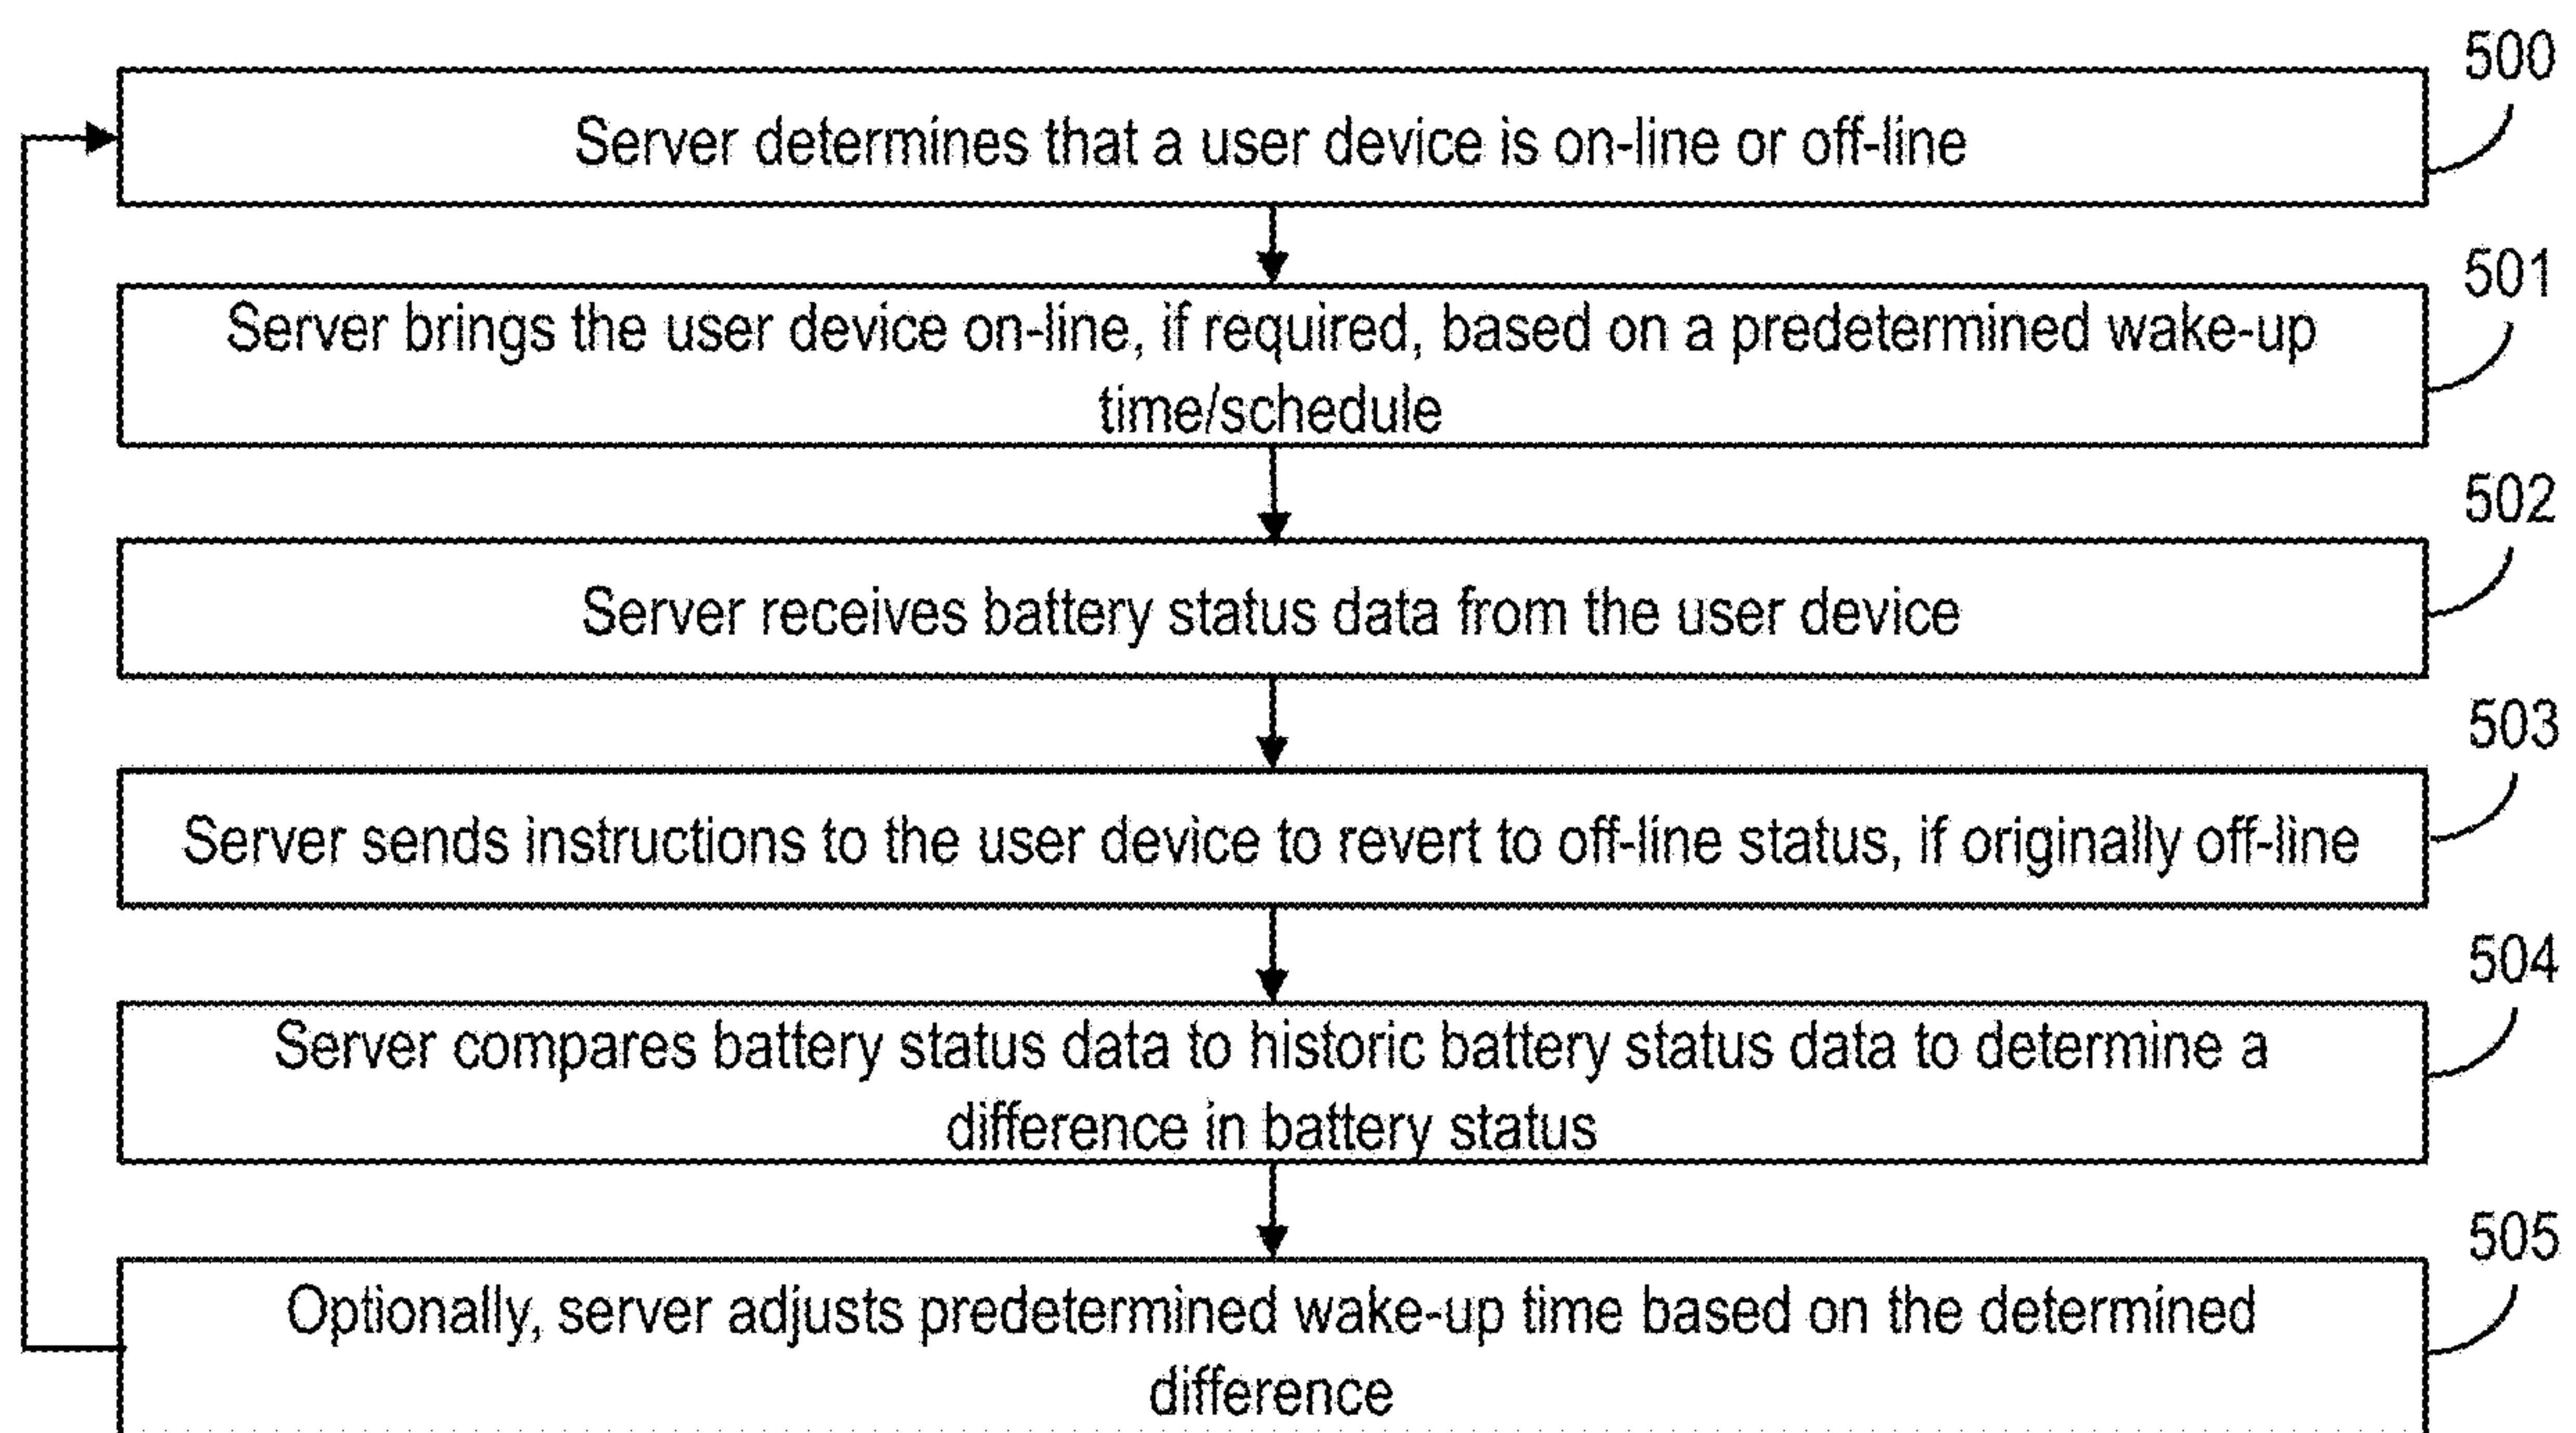 500
Server determines that a user device is on-line or off-line
501
Server brings the user device on-line, if required, based on a predetermined wake-up
time/schedule
502
Server receives battery status data from the user device
503
Server sends instructions to the user device to revert to off-line status, if originally off-line
504
Server compares battery status data to historic battery status data to determine a
difference in battery status
505
Optionally, server adjusts predetermined wake-up time based on the determined
difference